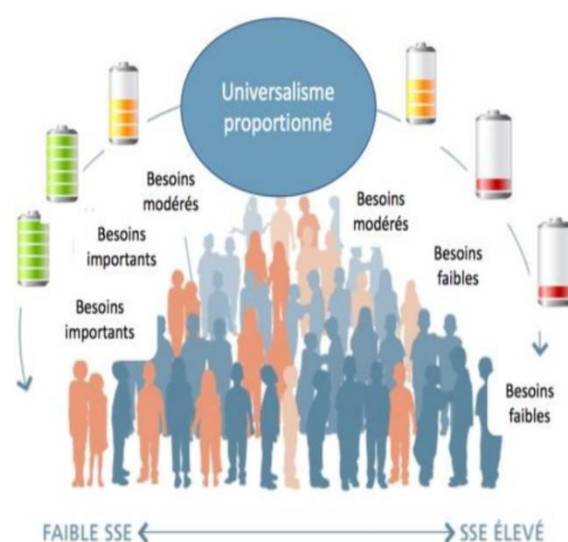 Universalisme
proportionné
Besoins
modérés
Besoins
modérés
Besoins
importants
Besoins
faibles
Besoins
importants
Besoins
faibles
FAIBLE SSE
SSE ÉLEVÉ